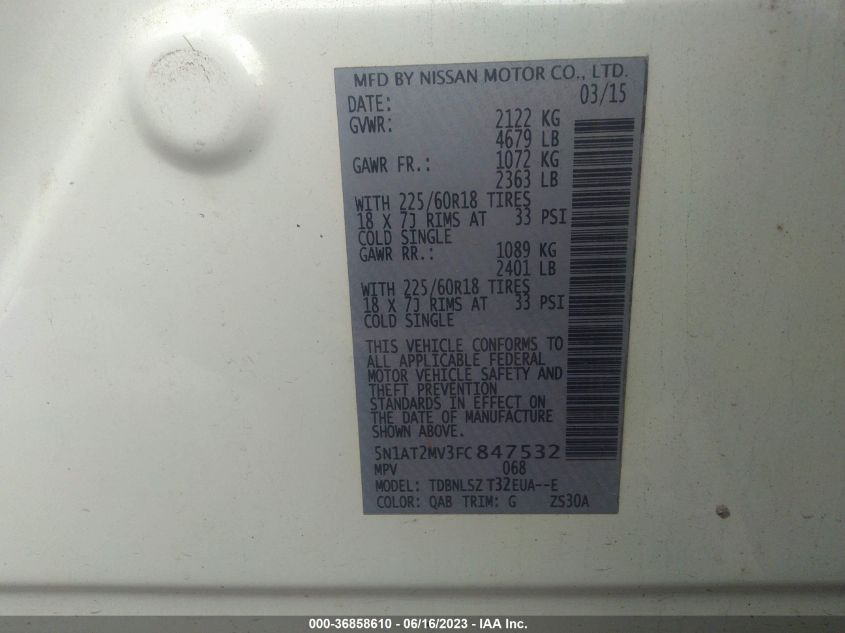 MFD BY NISSAN MOTOR CO., LTD.
DATE: 03/15
GVWR: 2122 KG
4679 LB
GAWR FR.: 1072 KG
2363 LB
WITH 225/60R18 TIRES
18 X 7J RIMS AT 33 PSI
COLD SINGLE
GAWR RR.: 1089 KG
2401 LB
WITH 225/60R18 TIRES
18 X 7J RIMS AT 33 PSI
COLD SINGLE
THIS VEHICLE CONFORMS TO
ALL APPLICABLE FEDERAL
MOTOR VEHICLE SAFETY AND
THEFT PREVENTION
STANDARDS IN EFFECT ON
THE DATE OF MANUFACTURE
SHOWN ABOVE.
5N1AT2MV3FC847532
MPV 068
MODEL: TDBNLSZ T32EUA--E
COLOR: QAB TRIM: G ZS30A
000-36858610 - 06/16/2023 - IAA Inc.